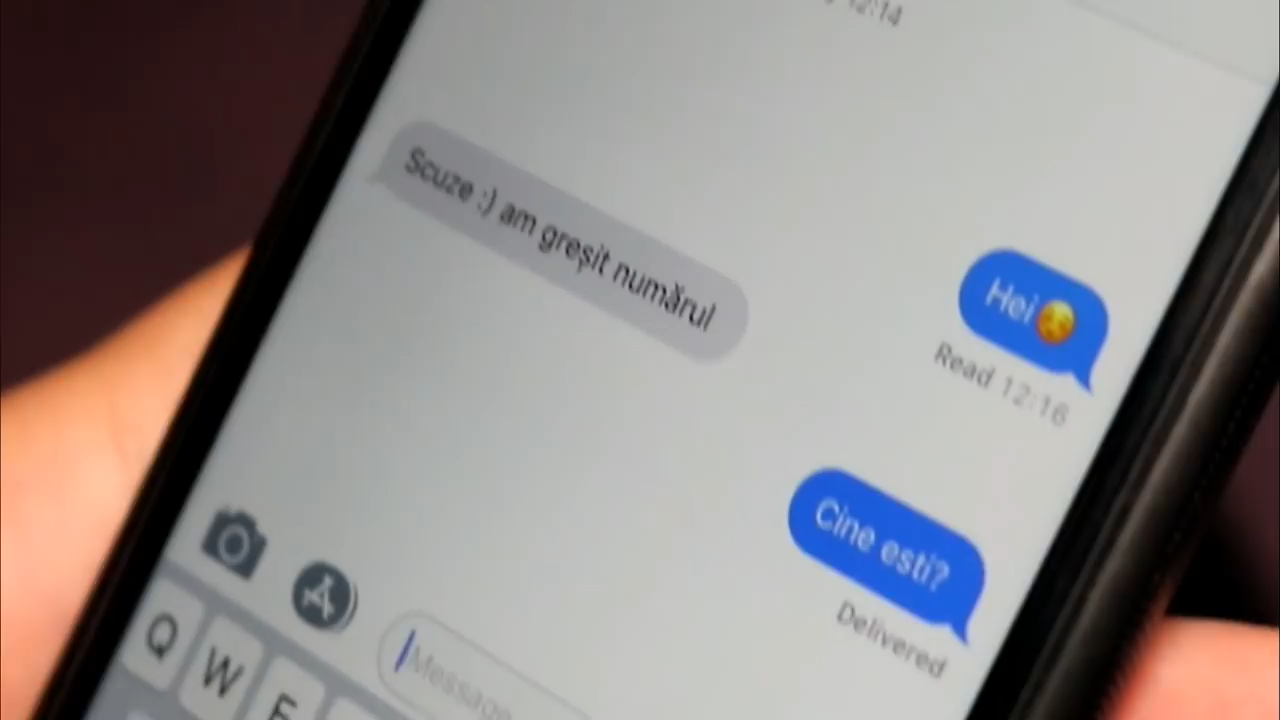 12:14
Scuze :) am greșit numărul
Hei😔
Read 12:16
Cine esti?
Delivered
Message
Q W E